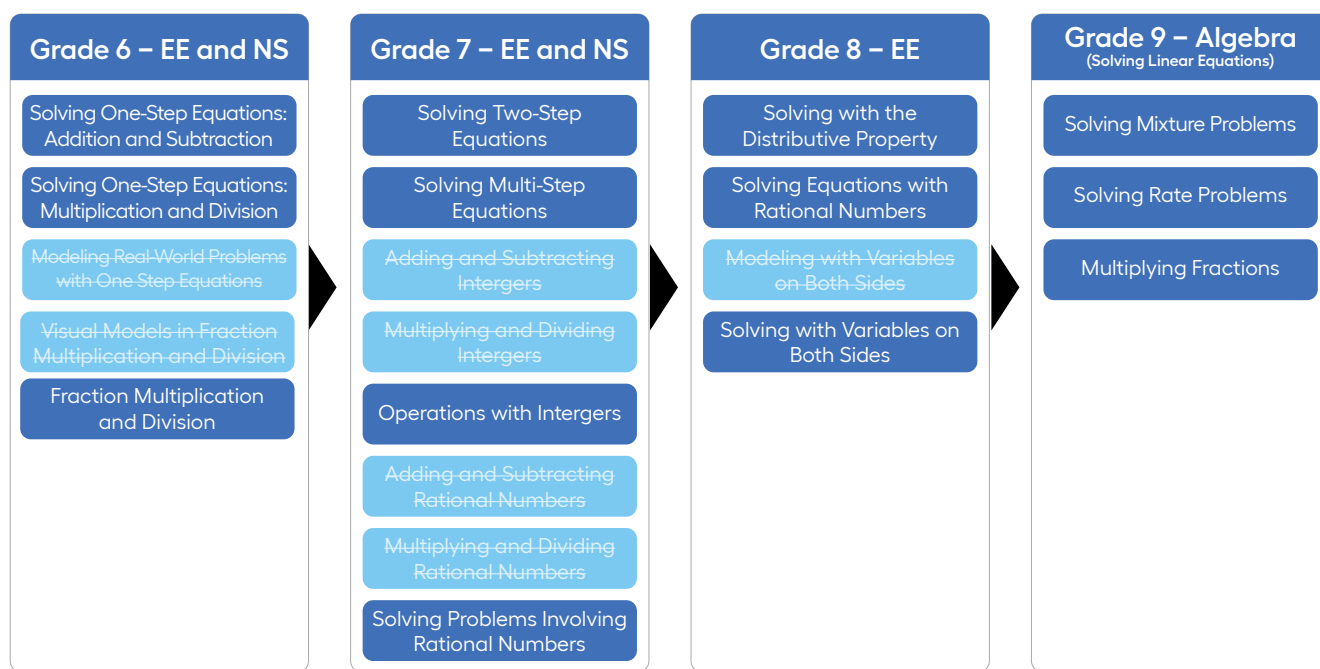 Grade 6 – EE and NS
Solving One-Step Equations:
Addition and Subtraction
Solving One-Step Equations:
Multiplication and Division
Modeling Real-World Problems
with One Step Equations
Visual Models in Fraction
Multiplication and Division
Fraction Multiplication
and Division
Grade 7 – EE and NS
Solving Two-Step
Equations
Solving Multi-Step
Equations
Adding and Subtracting
Intergers
Multiplying and Dividing
Intergers
Operations with Intergers
Adding and Subtracting
Rational Numbers
Multiplying and Dividing
Rational Numbers
Solving Problems Involving
Rational Numbers
Grade 8 – EE
Solving with the
Distributive Property
Solving Equations with
Rational Numbers
Modeling with Variables
on Both Sides
Solving with Variables on
Both Sides
Grade 9 – Algebra
(Solving Linear Equations)
Solving Mixture Problems
Solving Rate Problems
Multiplying Fractions